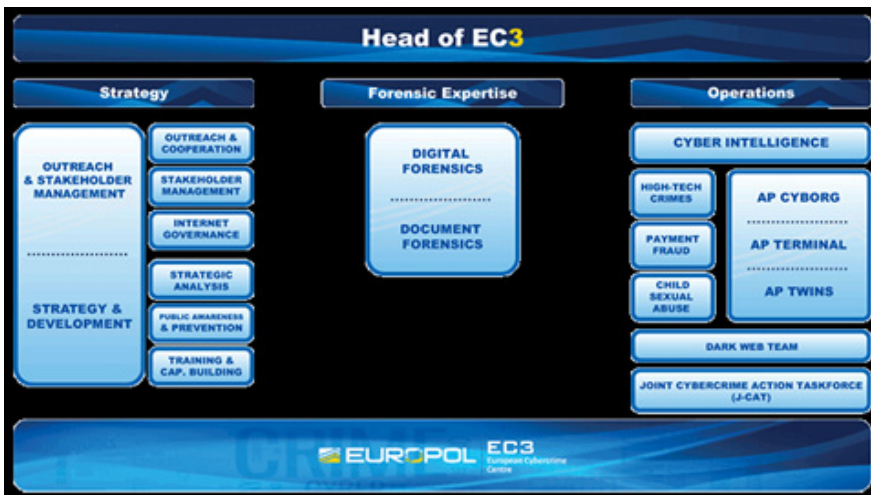 Head of EC3
Strategy
OUTREACH
& STAKEHOLDER
MANAGEMENT
STRATEGY &
DEVELOPMENT
OUTREACH &
COOPERATION
STAKEHOLDER
MANAGEMENT
INTERNET
GOVERNANCE
STRATEGIC
ANALYSIS
PUBLIC AWARENESS
& PREVENTION
TRAINING &
CAP. BUILDING
Forensic Expertise
DIGITAL
FORENSICS
DOCUMENT
FORENSICS
Operations
CYBER INTELLIGENCE
HIGH-TECH
CRIMES
PAYMENT
FRAUD
CHILD
SEXUAL
ABUSE
AP CYBORG
AP TERMINAL
AP TWINS
DARK WEB TEAM
JOINT CYBERCRIME ACTION TASKFORCE
(J-CAT)
CRIME
CYBER
EUROPOL
EC3
European Cybercrime
Centre